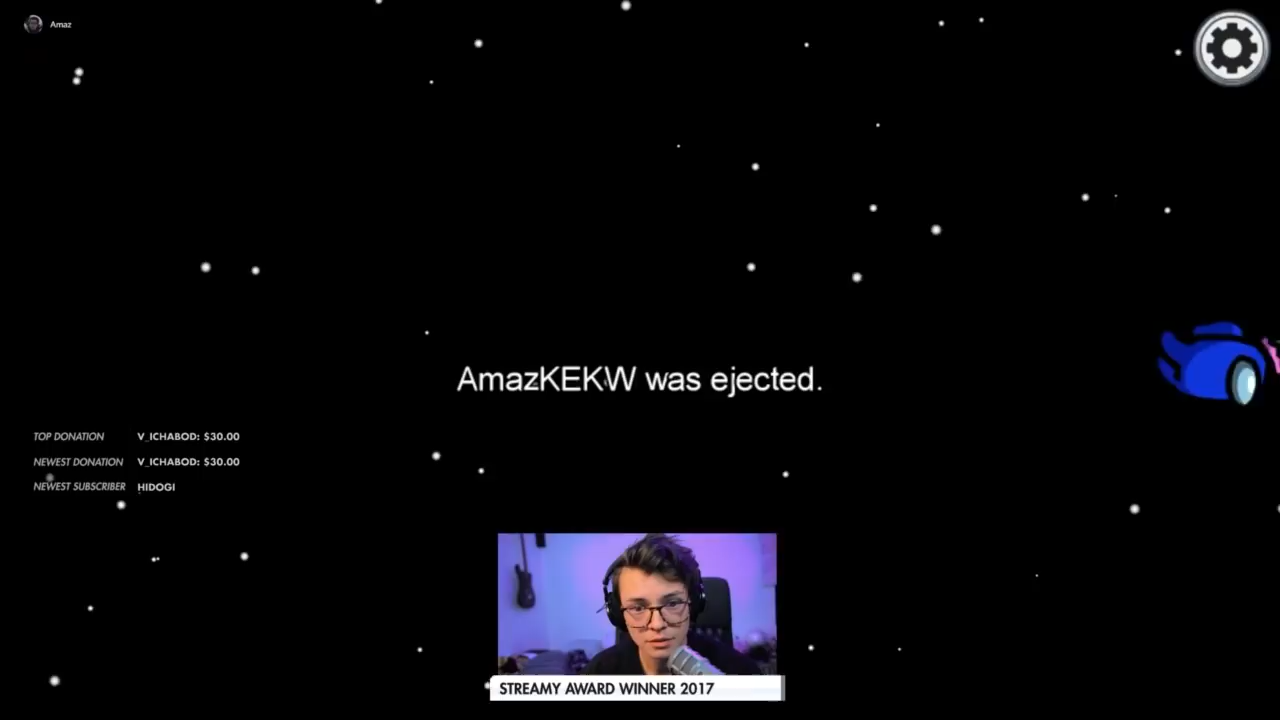 Amaz
AmazKEKW was ejected.
TOP DONATION V_ICHABOD: $30.00
NEWEST DONATION V_ICHABOD: $30.00
NEWEST SUBSCRIBER HIDOGI
STREAMY AWARD WINNER 2017